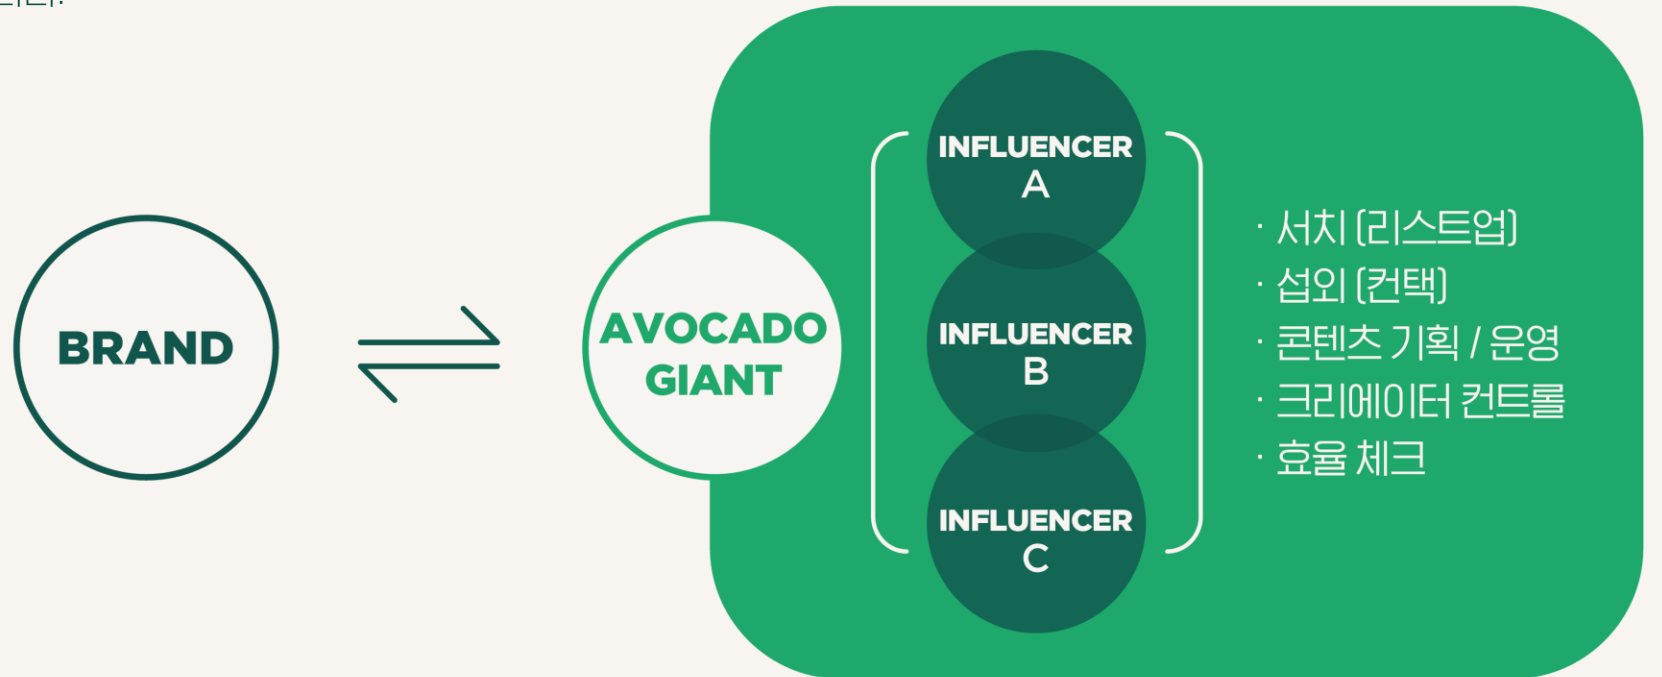 BRAND
AVOCADO
GIANT
INFLUENCER
A
INFLUENCER
B
INFLUENCER
C
· 서치 (리스트업)
· 섭외 (컨택)
· 콘텐츠 기획 / 운영
· 크리에이터 컨트롤
· 효율 체크